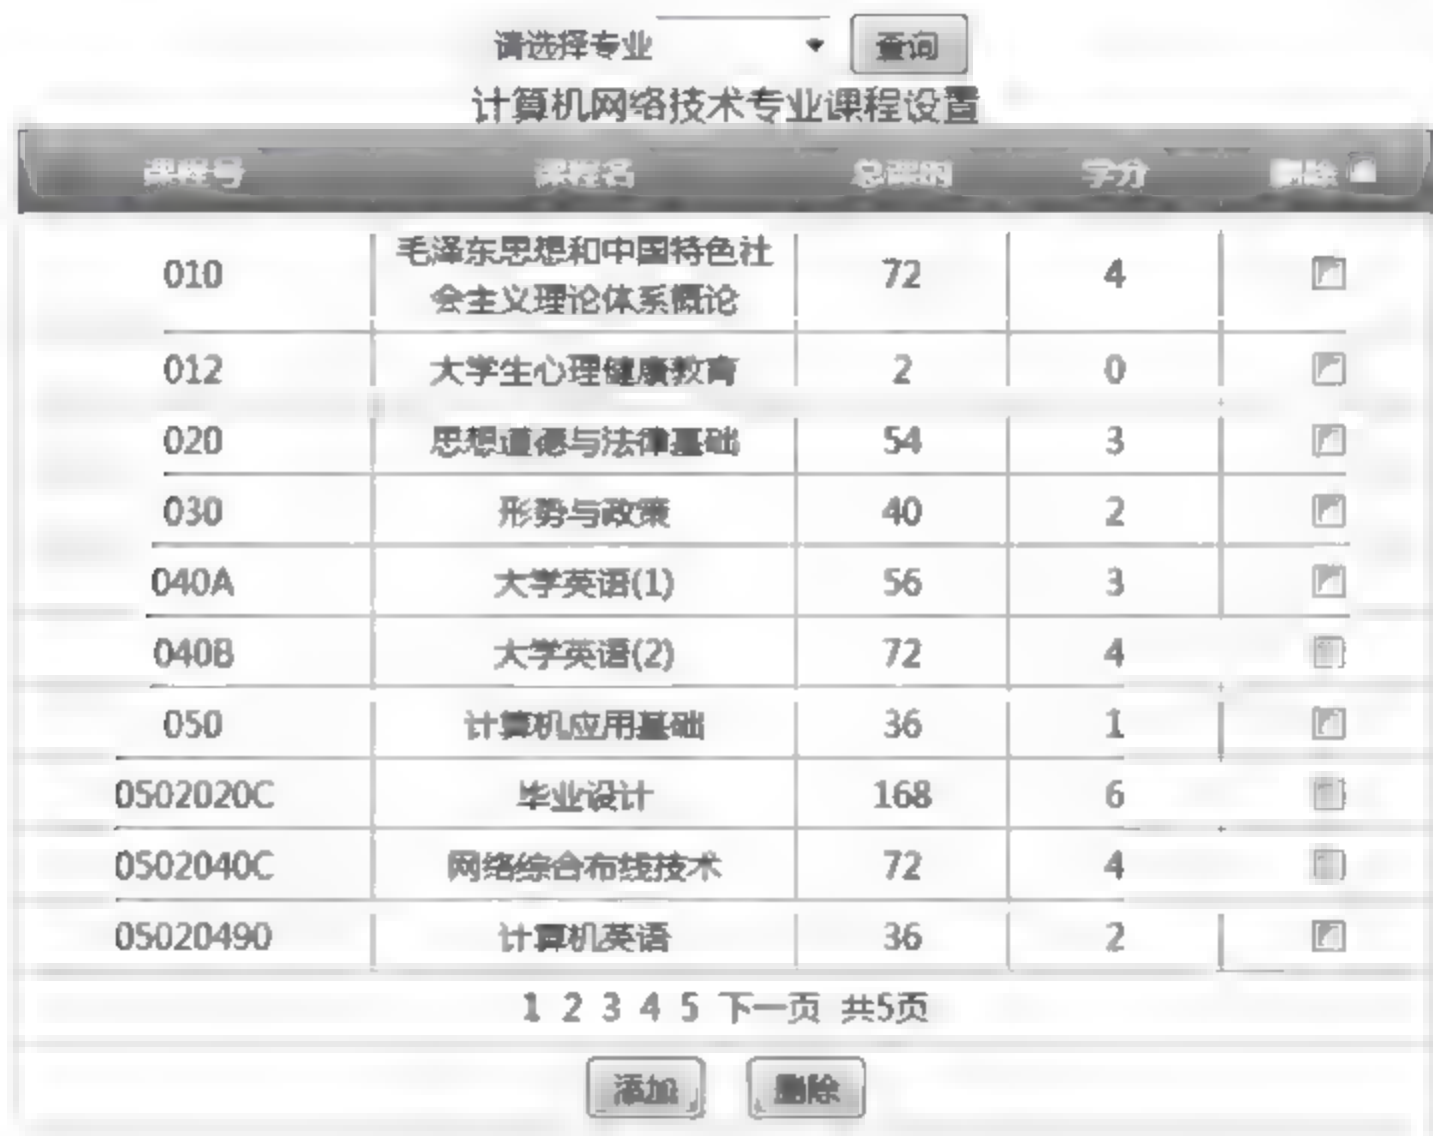 请选择专业 查询
计算机网络技术专业课程设置
课程号 课程名 总课时 学分 删除
010 毛泽东思想和中国特色社会主义理论体系概论 72 4
012 大学生心理健康教育 2 0
020 思想道德与法律基础 54 3
030 形势与政策 40 2
040A 大学英语(1) 56 3
040B 大学英语(2) 72 4
050 计算机应用基础 36 1
0502020C 毕业设计 168 6
0502040C 网络综合布线技术 72 4
05020490 计算机英语 36 2
1 2 3 4 5 下一页 共5页
添加 删除